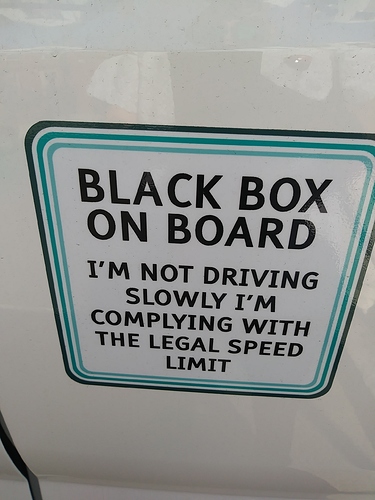 BLACK BOX
ON BOARD
I'M NOT DRIVING
SLOWLY I'M
COMPLYING WITH
THE LEGAL SPEED
LIMIT